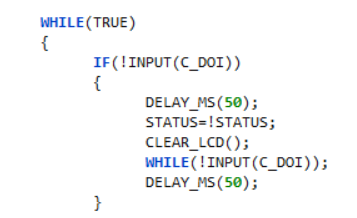 WHILE(TRUE)
{
IF(!INPUT(C_DOI))
{
DELAY_MS(50);
STATUS=!STATUS;
CLEAR_LCD();
WHILE(!INPUT(C_DOI));
DELAY_MS(50);
}